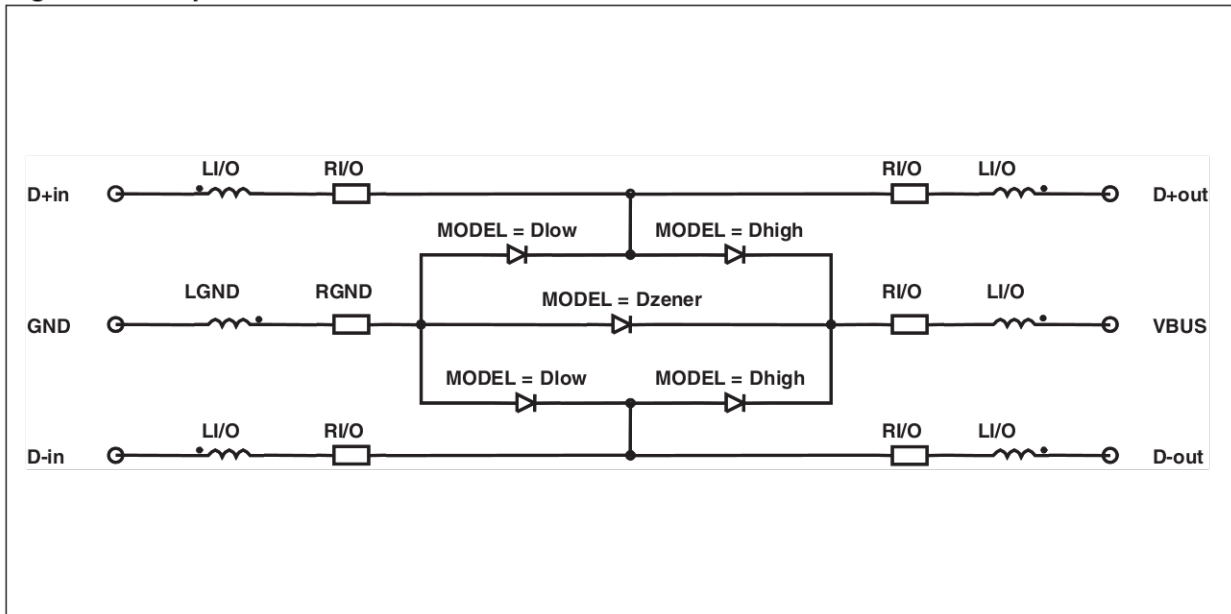 LI/O RI/O RI/O LI/O
D+in D+out
MODEL = Dlow MODEL = Dhigh
LGND RGND MODEL = Dzener RI/O LI/O
GND VBUS
MODEL = Dlow MODEL = Dhigh
LI/O RI/O RI/O LI/O
D-in D-out